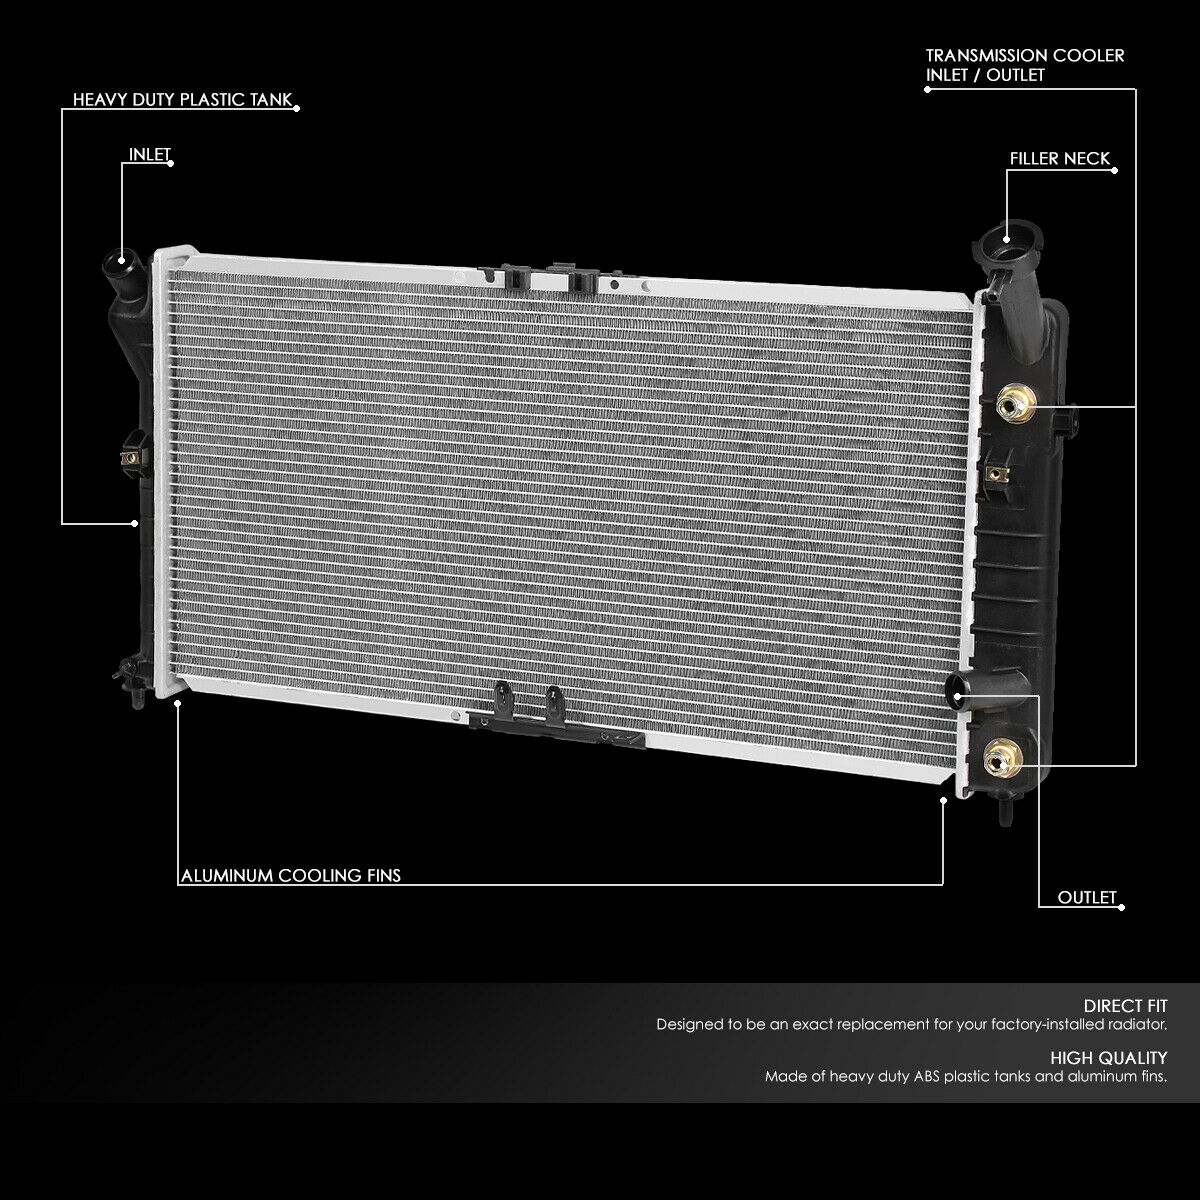 TRANSMISSION COOLER
INLET / OUTLET
HEAVY DUTY PLASTIC TANK
INLET
FILLER NECK
ALUMINUM COOLING FINS
OUTLET
DIRECT FIT
Designed to be an exact replacement for your factory-installed radiator.
HIGH QUALITY
Made of heavy duty ABS plastic tanks and aluminum fins.